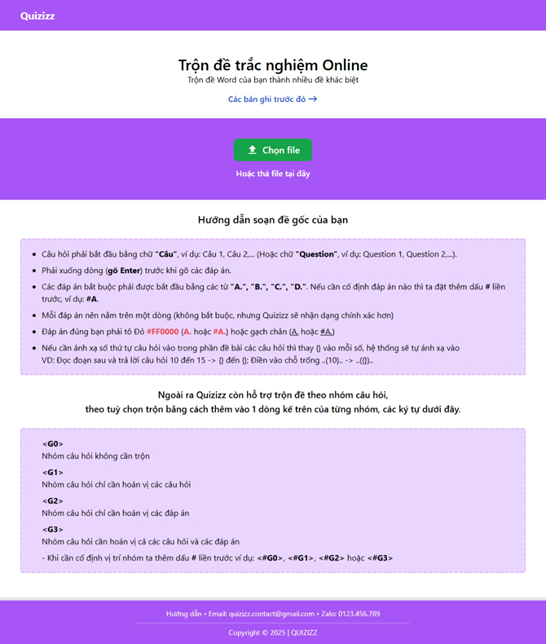 Quizizz
Trộn đề trắc nghiệm Online
Trộn đề Word của bạn thành nhiều đề khác biệt
Các bản ghi trước đó →
Chọn file
Hoặc thả file tại đây
Hướng dẫn soạn đề gốc của bạn
• Câu hỏi phải bắt đầu bằng chữ "Câu", ví dụ: Câu 1, Câu 2,... (Hoặc chữ "Question", ví dụ: Question 1, Question 2,...).
• Phải xuống dòng (gõ Enter) trước khi gõ các đáp án.
• Các đáp án bắt buộc phải được bắt đầu bằng các từ "A.", "B.", "C.", "D.". Nếu cần cố định đáp án nào thì ta đặt thêm dấu # liền
trước, ví dụ: #A.
• Mỗi đáp án nên nằm trên một dòng (không bắt buộc, nhưng Quizizz sẽ nhận dạng chính xác hơn)
• Đáp án đúng bạn phải tô Đỏ #FF0000 (A. hoặc #A.) hoặc gạch chân (A. hoặc #A.)
• Nếu cần ánh xạ số thứ tự câu hỏi vào trong phần đề bài các câu hỏi thì thay {} vào mỗi số, hệ thống sẽ tự ánh xạ vào
VD: Đọc đoạn sau và trả lời câu hỏi 10 đến 15 -> {} đến {}; Điền vào chỗ trống ..(10).. -> ..({})..
Ngoài ra Quizizz còn hỗ trợ trộn đề theo nhóm câu hỏi,
theo tuỳ chọn trộn bằng cách thêm vào 1 dòng kế trên của từng nhóm, các ký tự dưới đây.
<G0>
Nhóm câu hỏi không cần trộn
<G1>
Nhóm câu hỏi chỉ cần hoán vị các câu hỏi
<G2>
Nhóm câu hỏi chỉ cần hoán vị các đáp án
<G3>
Nhóm câu hỏi cần hoán vị cả các câu hỏi và các đáp án
- Khi cần cố định vị trí nhóm ta thêm dấu # liền trước ví dụ: <#G0>, <#G1>, <#G2> hoặc <#G3>
Hướng dẫn • Email: quizizz.contact@gmail.com • Zalo: 0123.456.789
Copyright © 2025 | QUIZIZZ